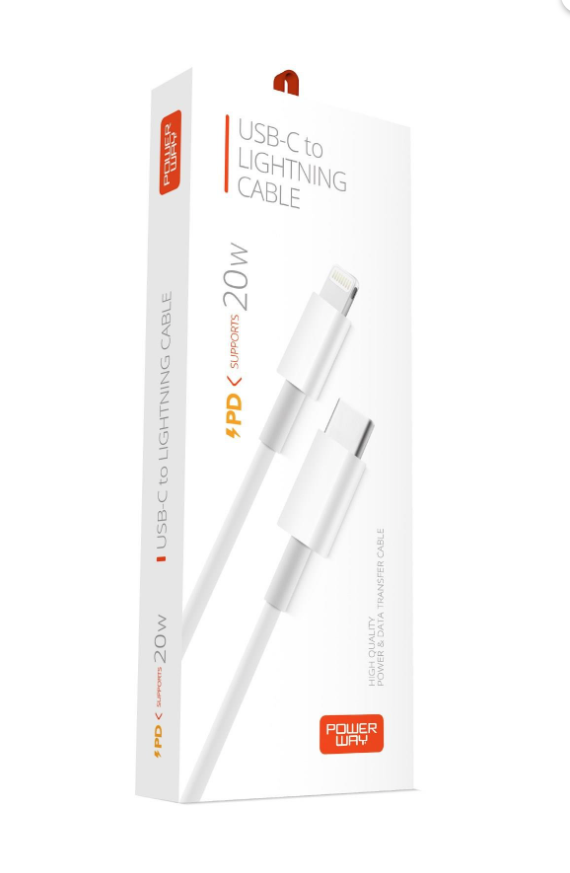 POWER
WAY
USB-C to LIGHTNING CABLE
PD SUPPORTS 20W
USB-C to
LIGHTNING
CABLE
PD SUPPORTS 20W
HIGH QUALITY
POWER & DATA TRANSFER CABLE
POWER
WAY